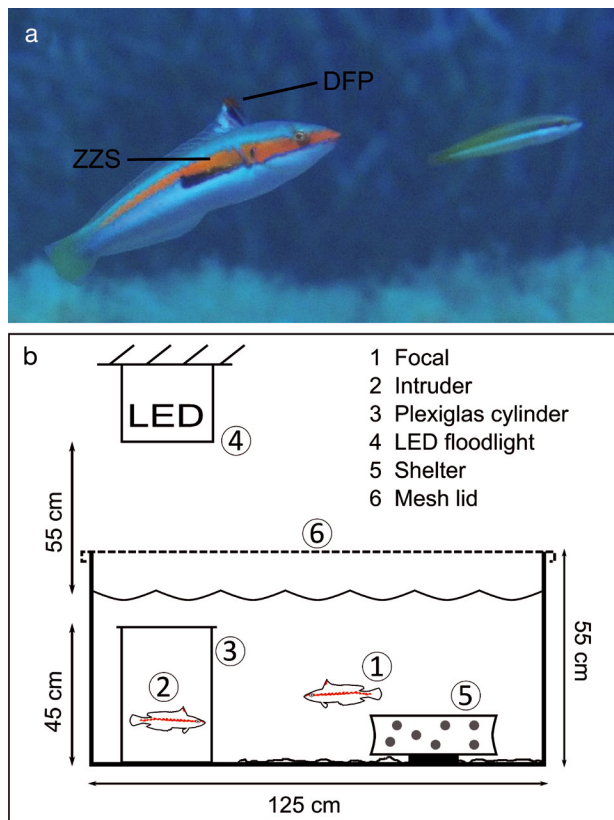 a
DFP
ZZS
b
LED
4
1 Focal
2 Intruder
3 Plexiglas cylinder
4 LED floodlight
5 Shelter
6 Mesh lid
55 cm
6
45 cm
55 cm
3
2
1
5
125 cm